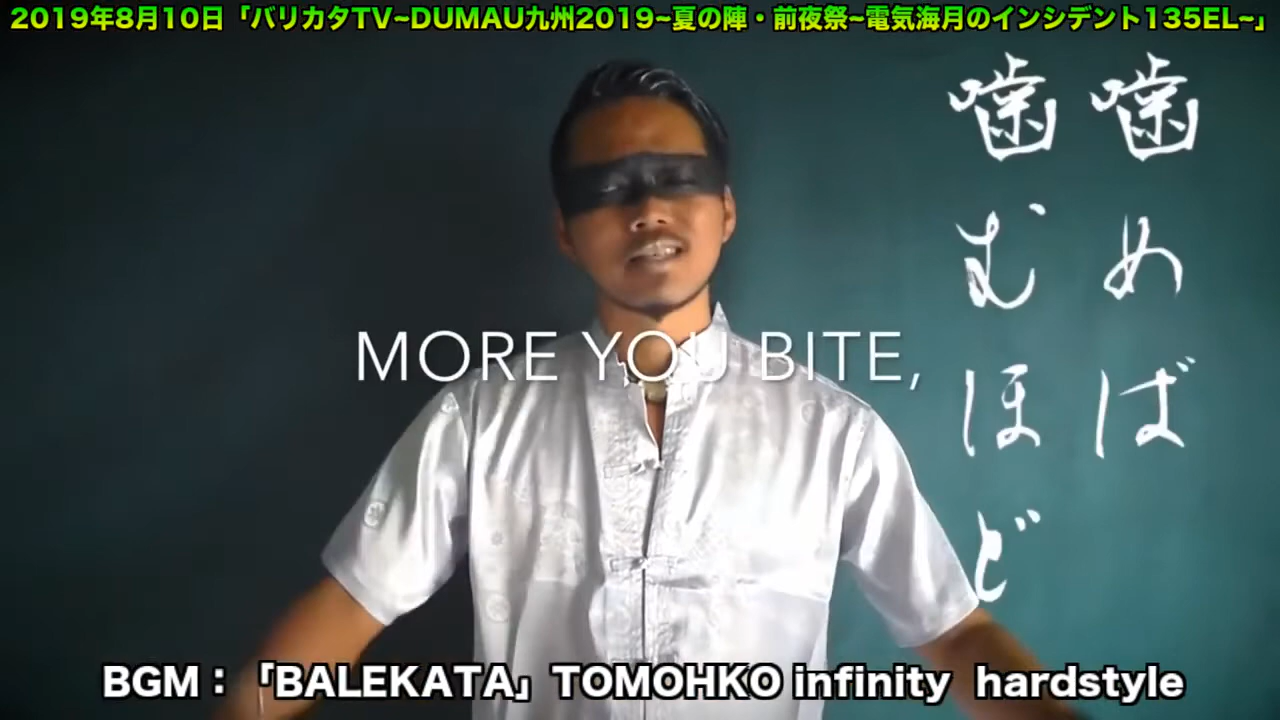 2019年8月10日「バリカタTV~DUMAU九州2019~夏の陣・前夜祭~電気海月のインシデント135EL~」
噛めば
噛むほど
MORE YOU BITE,
BGM：「BALEKATA」TOMOHKO infinity hardstyle